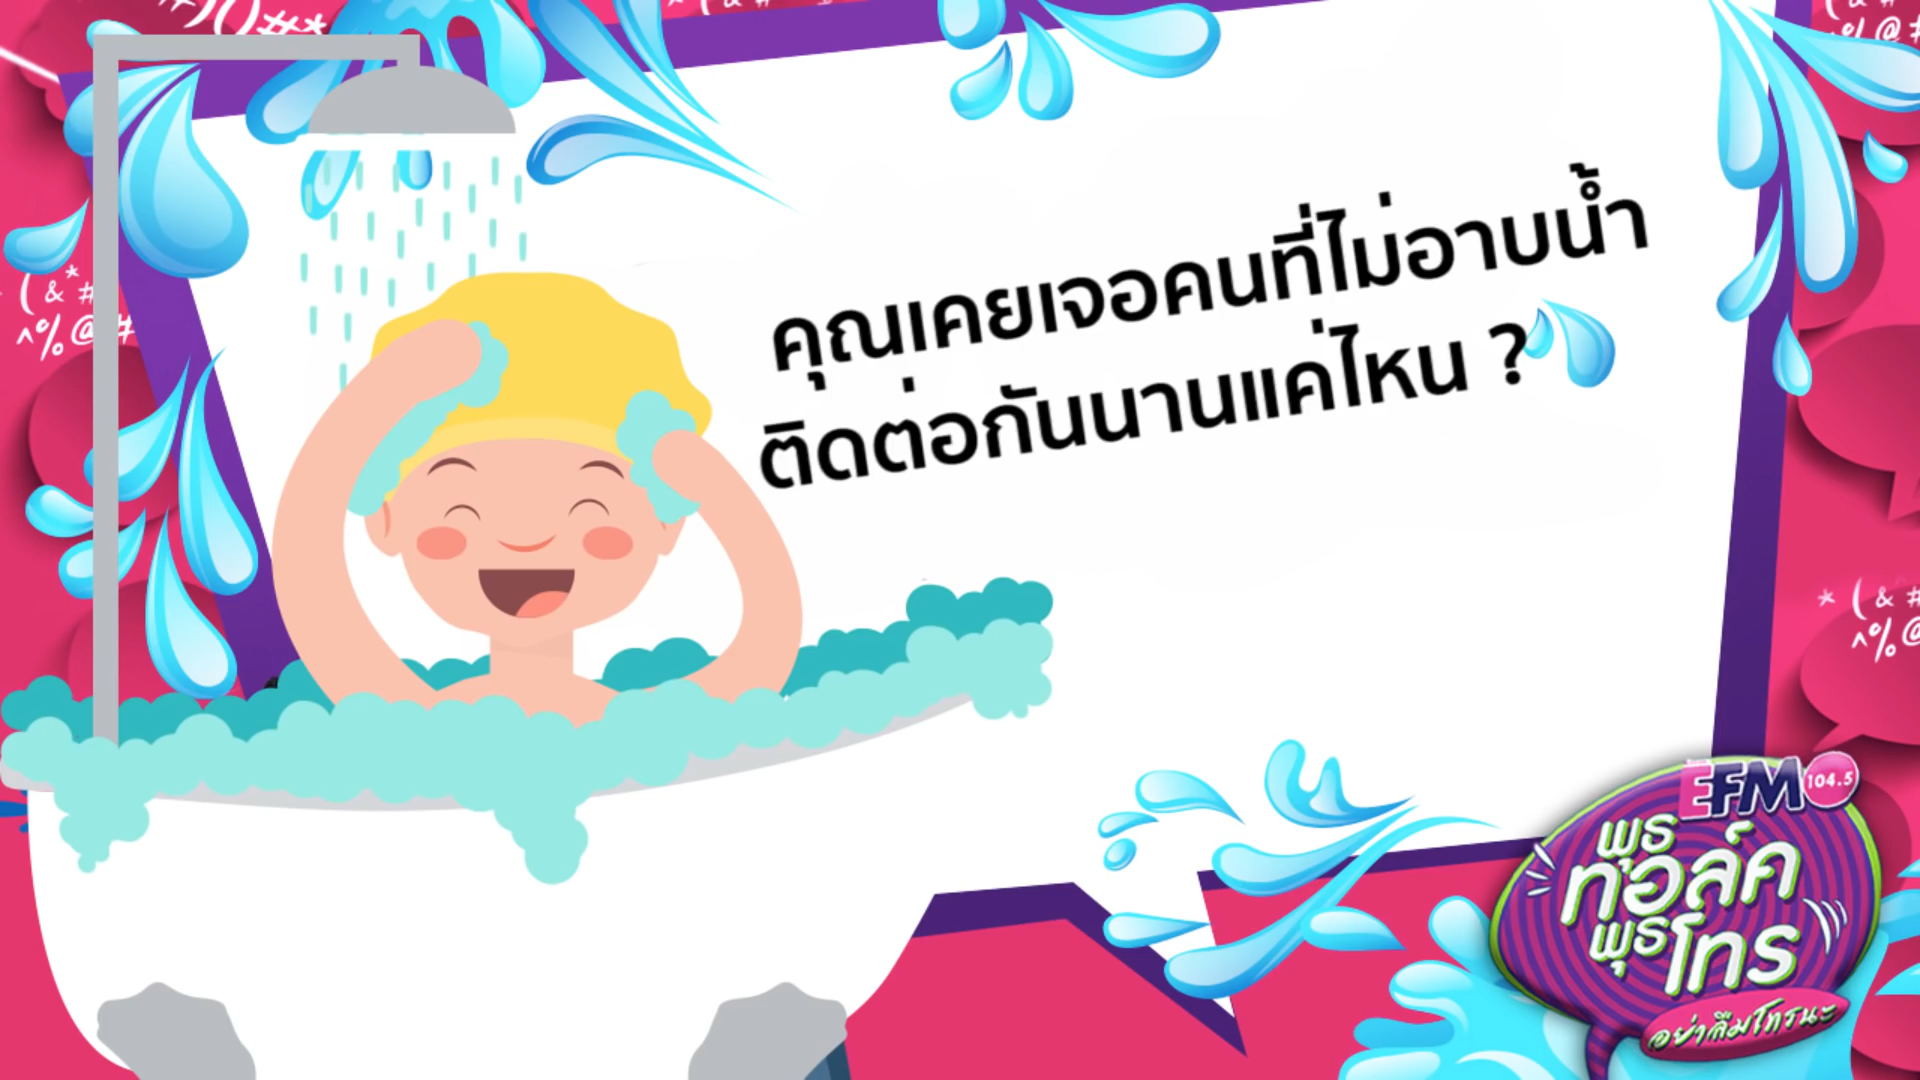 คุณเคยเจอคนที่ไม่อาบน้ำ
ติดต่อกันนานแค่ไหน ?
EFM 104.5
พุธ
ทอล์ค
พุธโทร
อย่าลืมโทรนะ